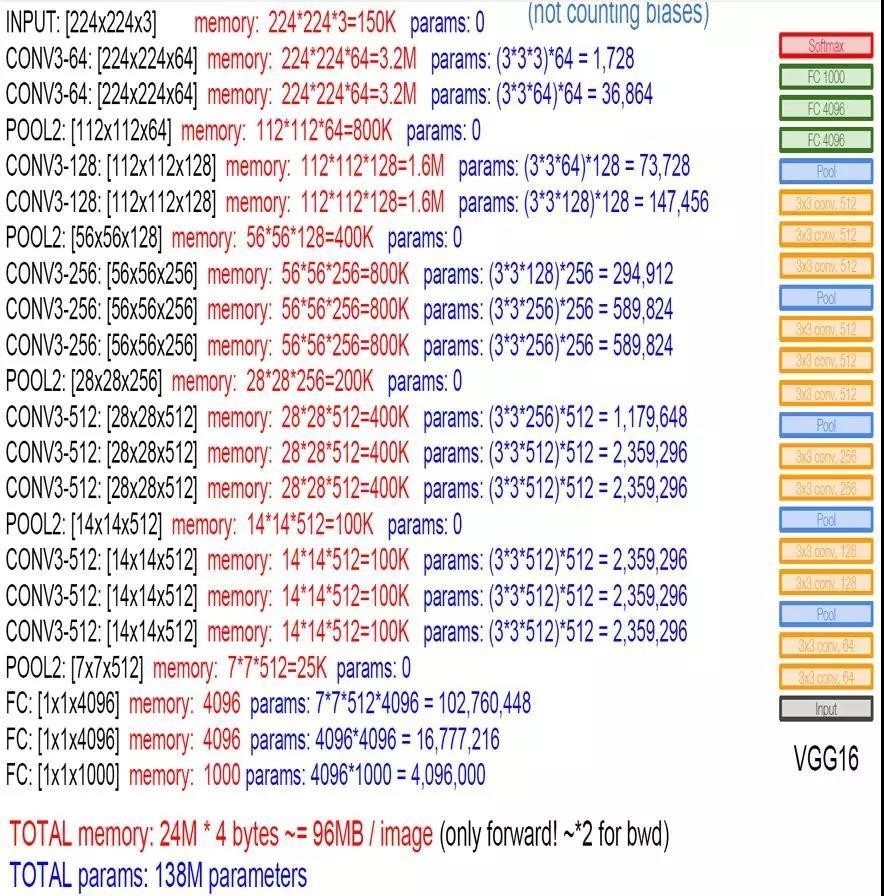 (not counting biases)
INPUT: [224x224x3] memory: 224*224*3=150K params: 0
CONV3-64: [224x224x64] memory: 224*224*64=3.2M params: (3*3*3)*64 = 1,728
CONV3-64: [224x224x64] memory: 224*224*64=3.2M params: (3*3*64)*64 = 36,864
POOL2: [112x112x64] memory: 112*112*64=800K params: 0
CONV3-128: [112x112x128] memory: 112*112*128=1.6M params: (3*3*64)*128 = 73,728
CONV3-128: [112x112x128] memory: 112*112*128=1.6M params: (3*3*128)*128 = 147,456
POOL2: [56x56x128] memory: 56*56*128=400K params: 0
CONV3-256: [56x56x256] memory: 56*56*256=800K params: (3*3*128)*256 = 294,912
CONV3-256: [56x56x256] memory: 56*56*256=800K params: (3*3*256)*256 = 589,824
CONV3-256: [56x56x256] memory: 56*56*256=800K params: (3*3*256)*256 = 589,824
POOL2: [28x28x256] memory: 28*28*256=200K params: 0
CONV3-512: [28x28x512] memory: 28*28*512=400K params: (3*3*256)*512 = 1,179,648
CONV3-512: [28x28x512] memory: 28*28*512=400K params: (3*3*512)*512 = 2,359,296
CONV3-512: [28x28x512] memory: 28*28*512=400K params: (3*3*512)*512 = 2,359,296
POOL2: [14x14x512] memory: 14*14*512=100K params: 0
CONV3-512: [14x14x512] memory: 14*14*512=100K params: (3*3*512)*512 = 2,359,296
CONV3-512: [14x14x512] memory: 14*14*512=100K params: (3*3*512)*512 = 2,359,296
CONV3-512: [14x14x512] memory: 14*14*512=100K params: (3*3*512)*512 = 2,359,296
POOL2: [7x7x512] memory: 7*7*512=25K params: 0
FC: [1x1x4096] memory: 4096 params: 7*7*512*4096 = 102,760,448
FC: [1x1x4096] memory: 4096 params: 4096*4096 = 16,777,216
FC: [1x1x1000] memory: 1000 params: 4096*1000 = 4,096,000
TOTAL memory: 24M * 4 bytes ~= 96MB / image (only forward! ~*2 for bwd)
TOTAL params: 138M parameters
Softmax
FC 1000
FC 4096
FC 4096
Pool
3x3 conv, 512
3x3 conv, 512
3x3 conv, 512
Pool
3x3 conv, 512
3x3 conv, 512
3x3 conv, 512
Pool
3x3 conv, 256
3x3 conv, 256
Pool
3x3 conv, 128
3x3 conv, 128
Pool
3x3 conv, 64
3x3 conv, 64
Input
VGG16